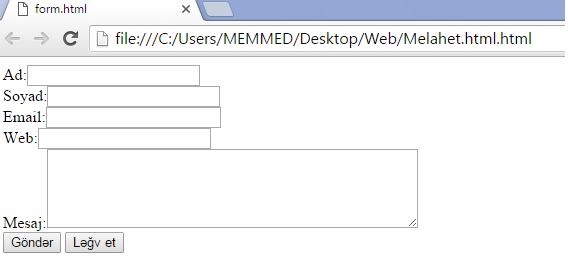 form.html
file:///C:/Users/MEMMED/Desktop/Web/Melahet.html.html
Ad:
Soyad:
Email:
Web:
Mesaj:
Göndər Ləğv et